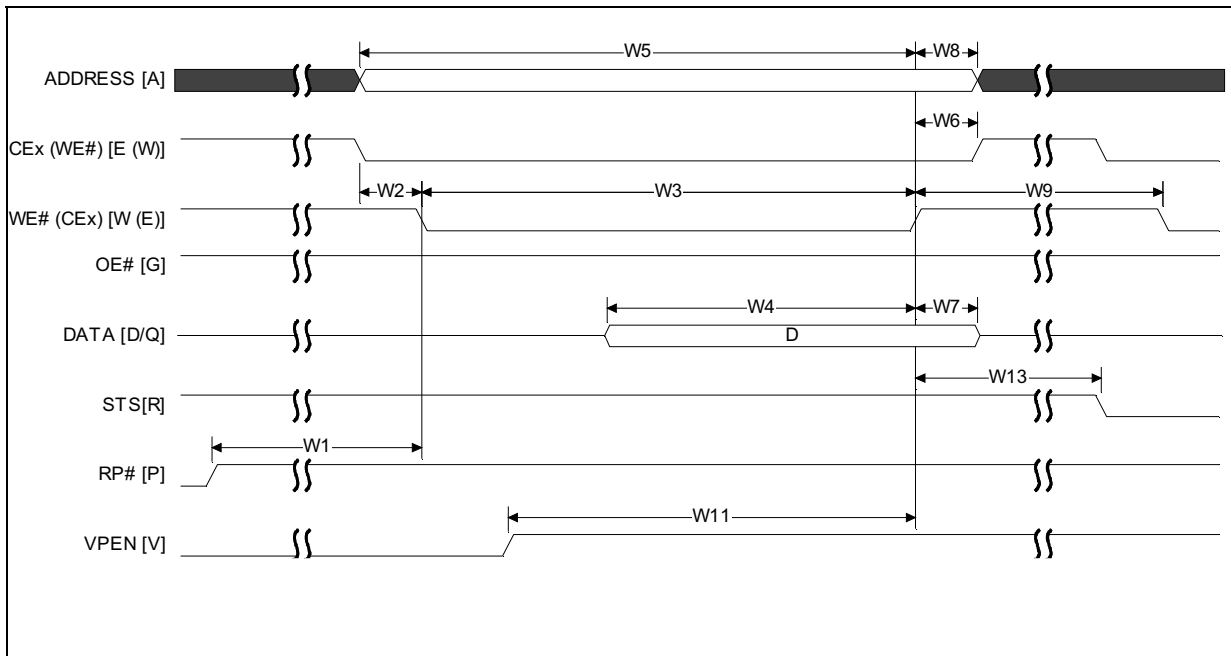 W5 W8
ADDRESS [A]
W6
CEx (WE#) [E (W)]
W2 W3 W9
WE# (CEx) [W (E)]
OE# [G]
W4 W7
DATA [D/Q] D
W13
STS[R]
W1
RP# [P]
W11
VPEN [V]